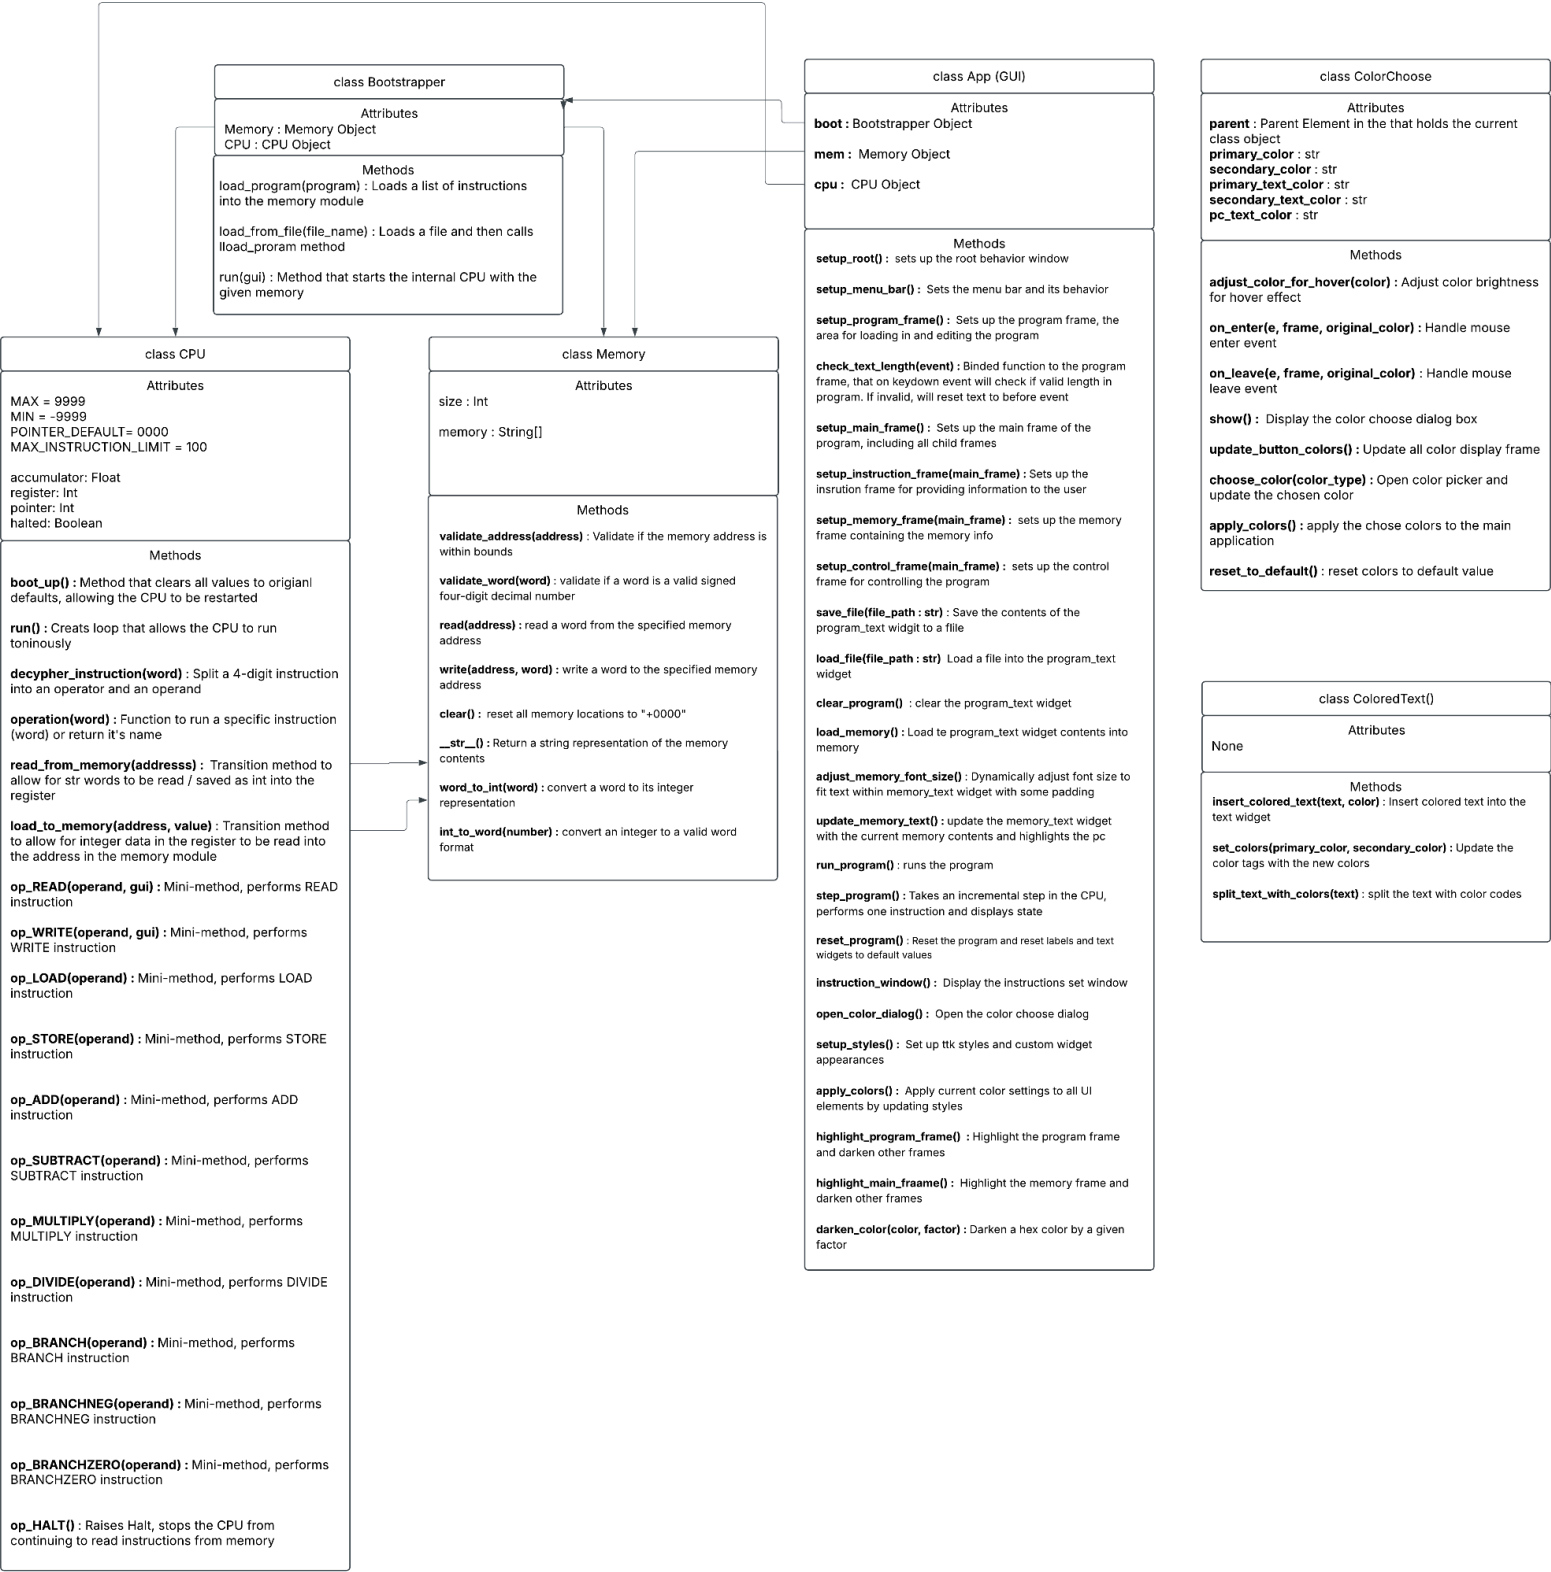 class Bootstrapper
Attributes
Memory : Memory Object
CPU : CPU Object
Methods
load_program(program) : Loads a list of instructions
into the memory module
load_from_file(file_name) : Loads a file and then calls
lload_proram method
run(gui) : Method that starts the internal CPU with the
given memory
class CPU
Attributes
MAX = 9999
MIN = -9999
POINTER_DEFAULT= 0000
MAX_INSTRUCTION_LIMIT = 100
accumulator: Float
register: Int
pointer: Int
halted: Boolean
Methods
boot_up() : Method that clears all values to origianl
defaults, allowing the CPU to be restarted
run() : Creats loop that allows the CPU to run
toninously
decypher_instruction(word) : Split a 4-digit instruction
into an operator and an operand
operation(word) : Function to run a specific instruction
(word) or return it's name
read_from_memory(addresss) : Transition method to
allow for str words to be read / saved as int into the
register
load_to_memory(address, value) : Transition method
to allow for integer data in the register to be read into
the address in the memory module
op_READ(operand, gui) : Mini-method, performs READ
instruction
op_WRITE(operand, gui) : Mini-method, performs
WRITE instruction
op_LOAD(operand) : Mini-method, performs LOAD
instruction
op_STORE(operand) : Mini-method, performs STORE
instruction
op_ADD(operand) : Mini-method, performs ADD
instruction
op_SUBTRACT(operand) : Mini-method, performs
SUBTRACT instruction
op_MULTIPLY(operand) : Mini-method, performs
MULTIPLY instruction
op_DIVIDE(operand) : Mini-method, performs DIVIDE
instruction
op_BRANCH(operand) : Mini-method, performs
BRANCH instruction
op_BRANCHNEG(operand) : Mini-method, performs
BRANCHNEG instruction
op_BRANCHZERO(operand) : Mini-method, performs
BRANCHZERO instruction
op_HALT() : Raises Halt, stops the CPU from
continuing to read instructions from memory
class Memory
Attributes
size : Int
memory : String[]
Methods
validate_address(address) : Validate if the memory address is
within bounds
validate_word(word) : validate if a word is a valid signed
four-digit decimal number
read(address) : read a word from the specified memory
address
write(address, word) : write a word to the specified memory
address
clear() : reset all memory locations to "+0000"
__str__() : Return a string representation of the memory
contents
word_to_int(word) : convert a word to its integer
representation
int_to_word(number) : convert an integer to a valid word
format
class App (GUI)
Attributes
boot : Bootstrapper Object
mem : Memory Object
cpu : CPU Object
Methods
setup_root() : sets up the root behavior window
setup_menu_bar() : Sets the menu bar and its behavior
setup_program_frame() : Sets up the program frame, the
area for loading in and editing the program
check_text_length(event) : Binded function to the program
frame, that on keydown event will check if valid length in
program. If invalid, will reset text to before event
setup_main_frame() : Sets up the main frame of the
program, including all child frames
setup_instruction_frame(main_frame) : Sets up the
insrution frame for providing information to the user
setup_memory_frame(main_frame) : sets up the memory
frame containing the memory info
setup_control_frame(main_frame) : sets up the control
frame for controlling the program
save_file(file_path : str) : Save the contents of the
program_text widgit to a flile
load_file(file_path : str) Load a file into the program_text
widget
clear_program() : clear the program_text widget
load_memory() : Load te program_text widget contents into
memory
adjust_memory_font_size() : Dynamically adjust font size to
fit text within memory_text widget with some padding
update_memory_text() : update the memory_text widget
with the current memory contents and highlights the pc
run_program() : runs the program
step_program() : Takes an incremental step in the CPU,
performs one instruction and displays state
reset_program() : Reset the program and reset labels and text
widgets to default values
instruction_window() : Display the instructions set window
open_color_dialog() : Open the color choose dialog
setup_styles() : Set up ttk styles and custom widget
appearances
apply_colors() : Apply current color settings to all UI
elements by updating styles
highlight_program_frame() : Highlight the program frame
and darken other frames
highlight_main_fraame() : Highlight the memory frame and
darken other frames
darken_color(color, factor) : Darken a hex color by a given
factor
class ColorChoose
Attributes
parent : Parent Element in the that holds the current
class object
primary_color : str
secondary_color : str
primary_text_color : str
secondary_text_color : str
pc_text_color : str
Methods
adjust_color_for_hover(color) : Adjust color brightness
for hover effect
on_enter(e, frame, original_color) : Handle mouse
enter event
on_leave(e, frame, original_color) : Handle mouse
leave event
show() : Display the color choose dialog box
update_button_colors() : Update all color display frame
choose_color(color_type) : Open color picker and
update the chosen color
apply_colors() : apply the chose colors to the main
application
reset_to_default() : reset colors to default value
class ColoredText()
Attributes
None
Methods
insert_colored_text(text, color) : Insert colored text into the
text widget
set_colors(primary_color, secondary_color) : Update the
color tags with the new colors
split_text_with_colors(text) : split the text with color codes